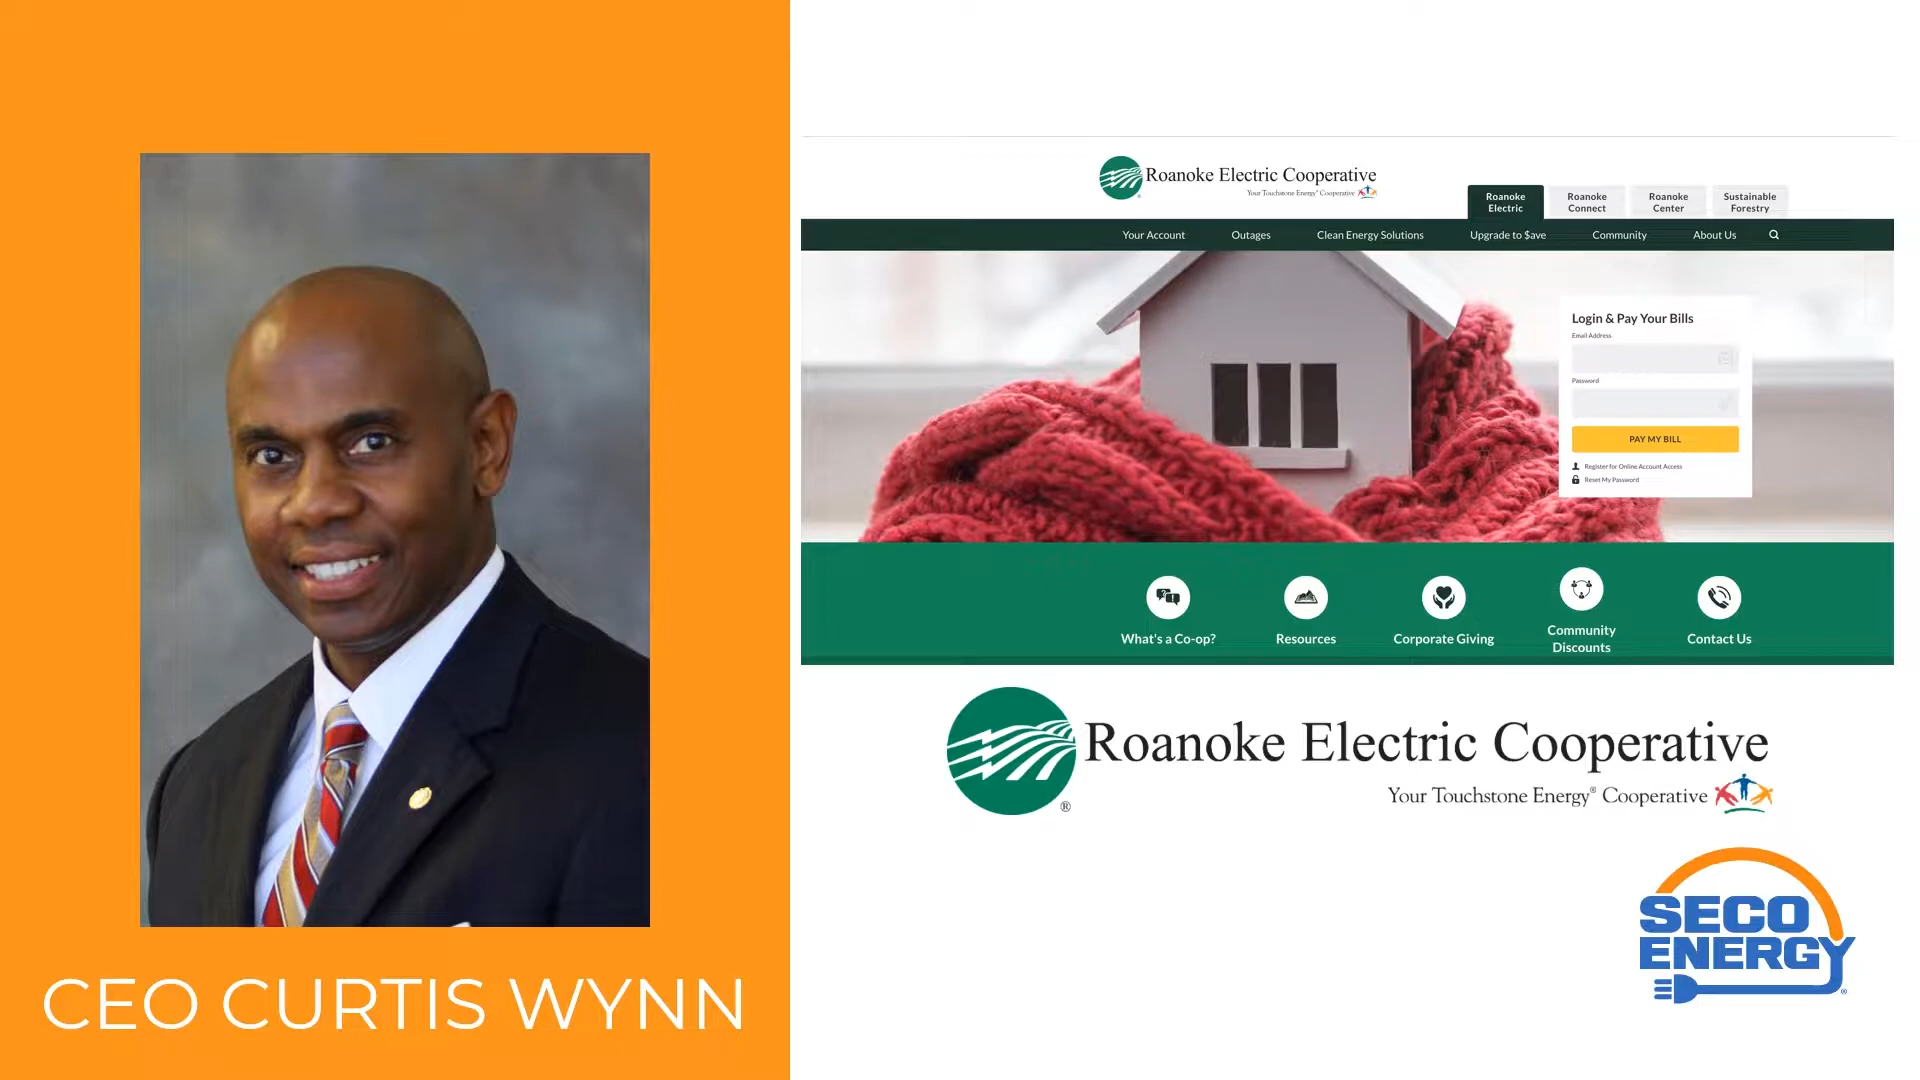 CEO CURTIS WYNN
Roanoke Electric Cooperative
Your Touchstone Energy® Cooperative
Roanoke Electric
Roanoke Connect
Roanoke Center
Sustainable Forestry
Your Account
Outages
Clean Energy Solutions
Upgrade to $ave
Community
About Us
Login & Pay Your Bills
Email Address
Password
PAY MY BILL
Register for Online Account Access
Reset My Password
What's a Co-op?
Resources
Corporate Giving
Community
Discounts
Contact Us
Roanoke Electric Cooperative
®
Your Touchstone Energy® Cooperative
SECO
ENERGY
®